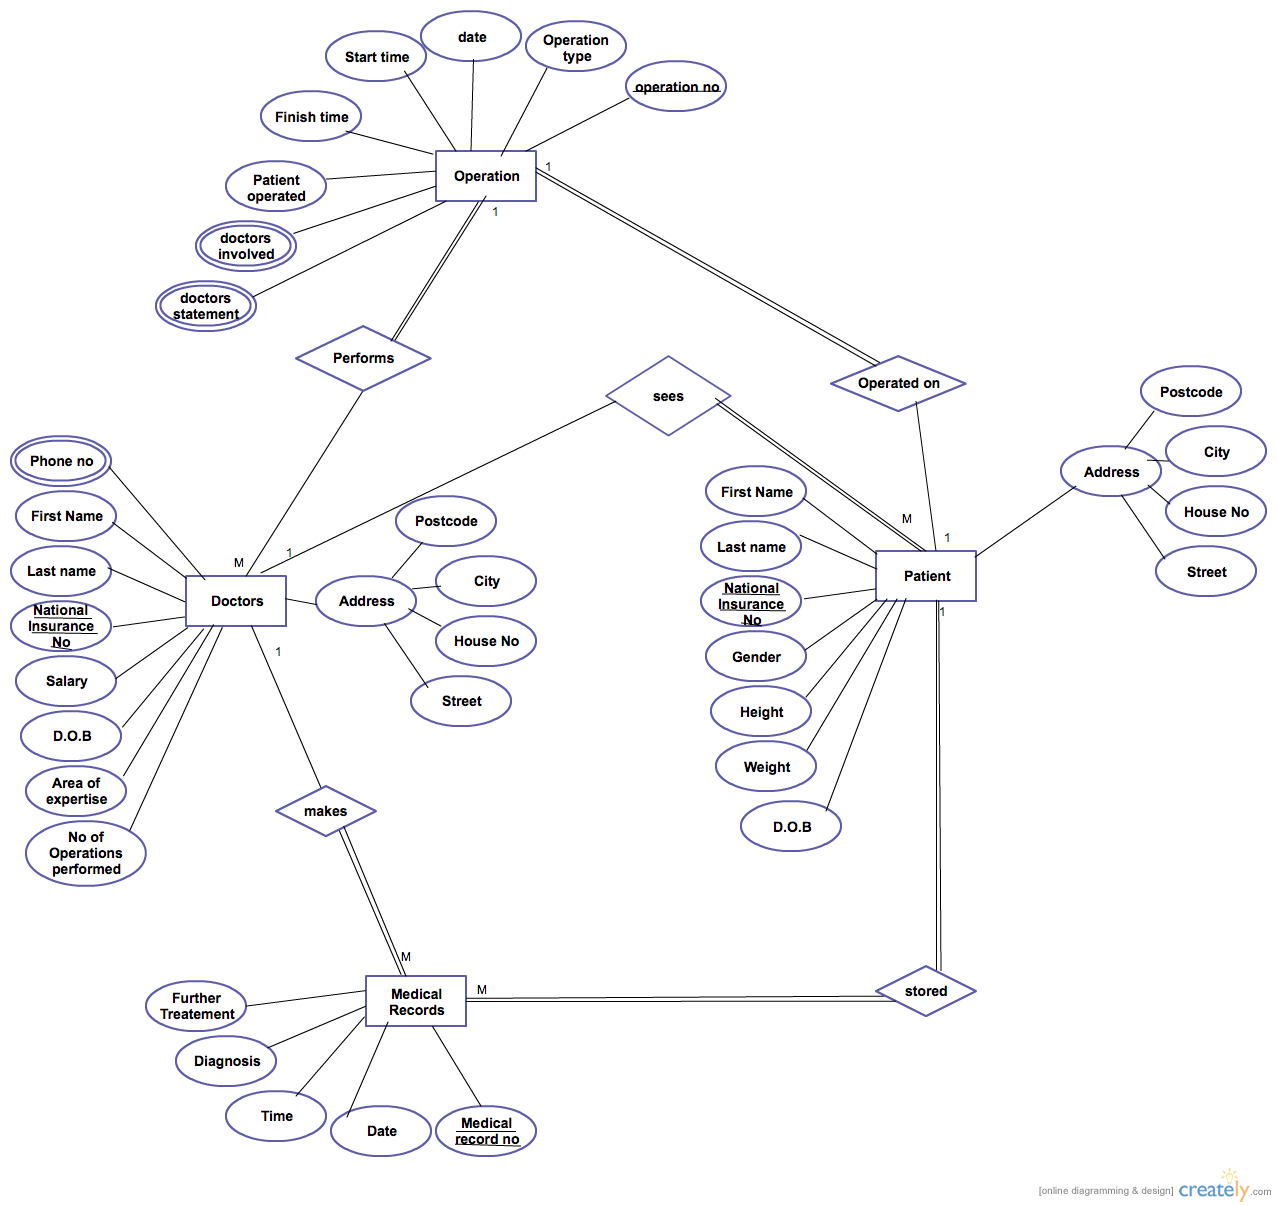 date
Operation
type
Start time
operation no
Finish time
Patient
operated
Operation
1
1
doctors
involved
doctors
statement
Performs
sees
Operated on
Postcode
City
Address
House No
Street
Phone no
First Name
Last name
National
Insurance
No
Salary
D.O.B
Area of
expertise
No of
Operations
performed
M
1
Doctors
1
Postcode
City
Address
House No
Street
First Name
Last name
National
Insurance
No
Gender
Height
Weight
D.O.B
M
1
Patient
1
makes
M
M
Medical
Records
stored
Further
Treatement
Diagnosis
Time
Date
Medical
record no
[online diagramming & design] creately.com